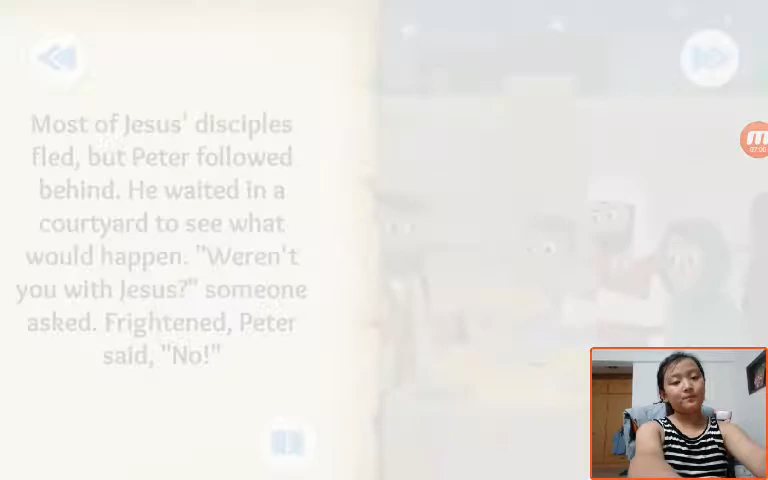 Most of Jesus' disciples
fled, but Peter followed
behind. He waited in a
courtyard to see what
would happen. "Weren't
you with Jesus?" someone
asked. Frightened, Peter
said, "No!"